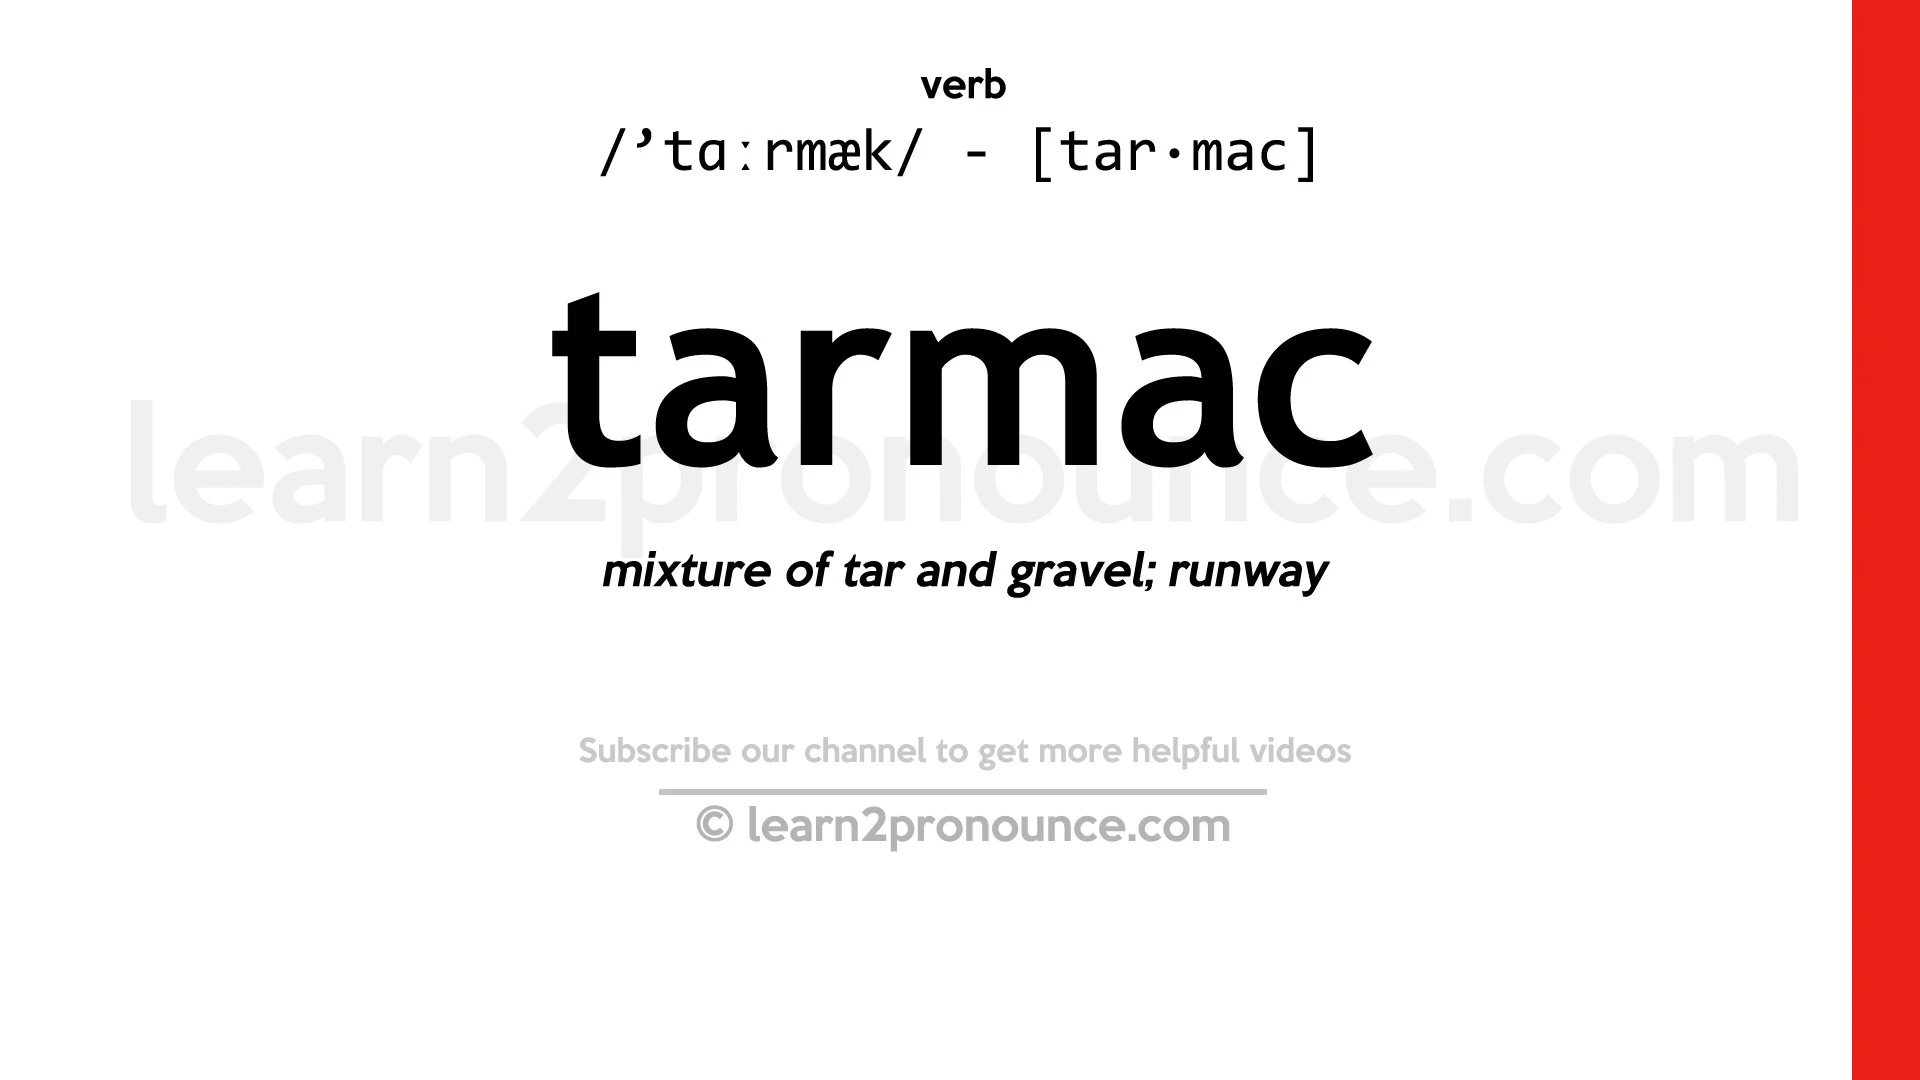 verb
/’tɑːrmæk/ - [tar·mac]
tarmac
learn2pronounce.com
mixture of tar and gravel; runway
Subscribe our channel to get more helpful videos
© learn2pronounce.com